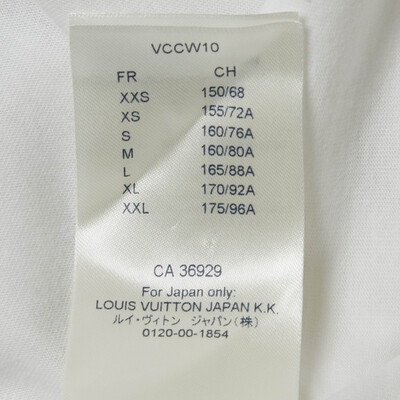 VCCW10
FR CH
XXS 150/68
XS 155/72A
S 160/76A
M 160/80A
L 165/88A
XL 170/92A
XXL 175/96A
CA 36929
For Japan only:
LOUIS VUITTON JAPAN K.K.
ルイ・ヴィトン ジャパン(株)
0120-00-1854